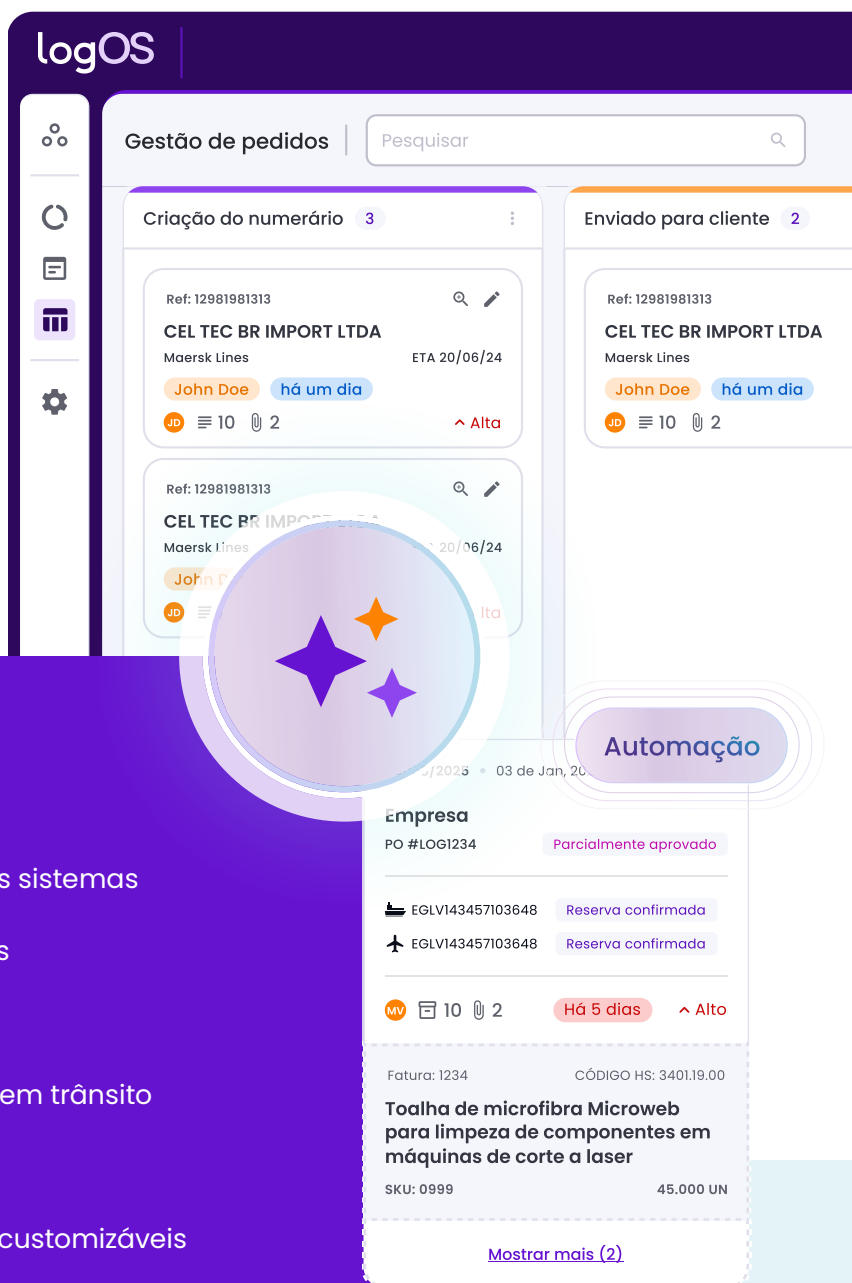 logOS
Gestão de pedidos
Pesquisar
Criação do numerário 3
Ref: 12981981313
CEL TEC BR IMPORT LTDA
Maersk Lines ETA 20/06/24
John Doe há um dia
JD 10 2 Alta
Ref: 12981981313
CEL TEC BR IMPORT
Maersk Lines 20/06/24
John
JD
Enviado para cliente 2
Ref: 12981981313
CEL TEC BR IMPORT LTDA
Maersk Lines
John Doe há um dia
JD 10 2
Automação
/2025 • 03 de Jan,
Empresa
PO #LOG1234 Parcialmente aprovado
EGLV143457103648 Reserva confirmada
EGLV143457103648 Reserva confirmada
MV 10 2 Há 5 dias Alto
Fatura: 1234 CÓDIGO HS: 3401.19.00
Toalha de microfibra Microweb
para limpeza de componentes em
máquinas de corte a laser
SKU: 0999 45.000 UN
Mostrar mais (2)
s sistemas
s
em trânsito
customizáveis